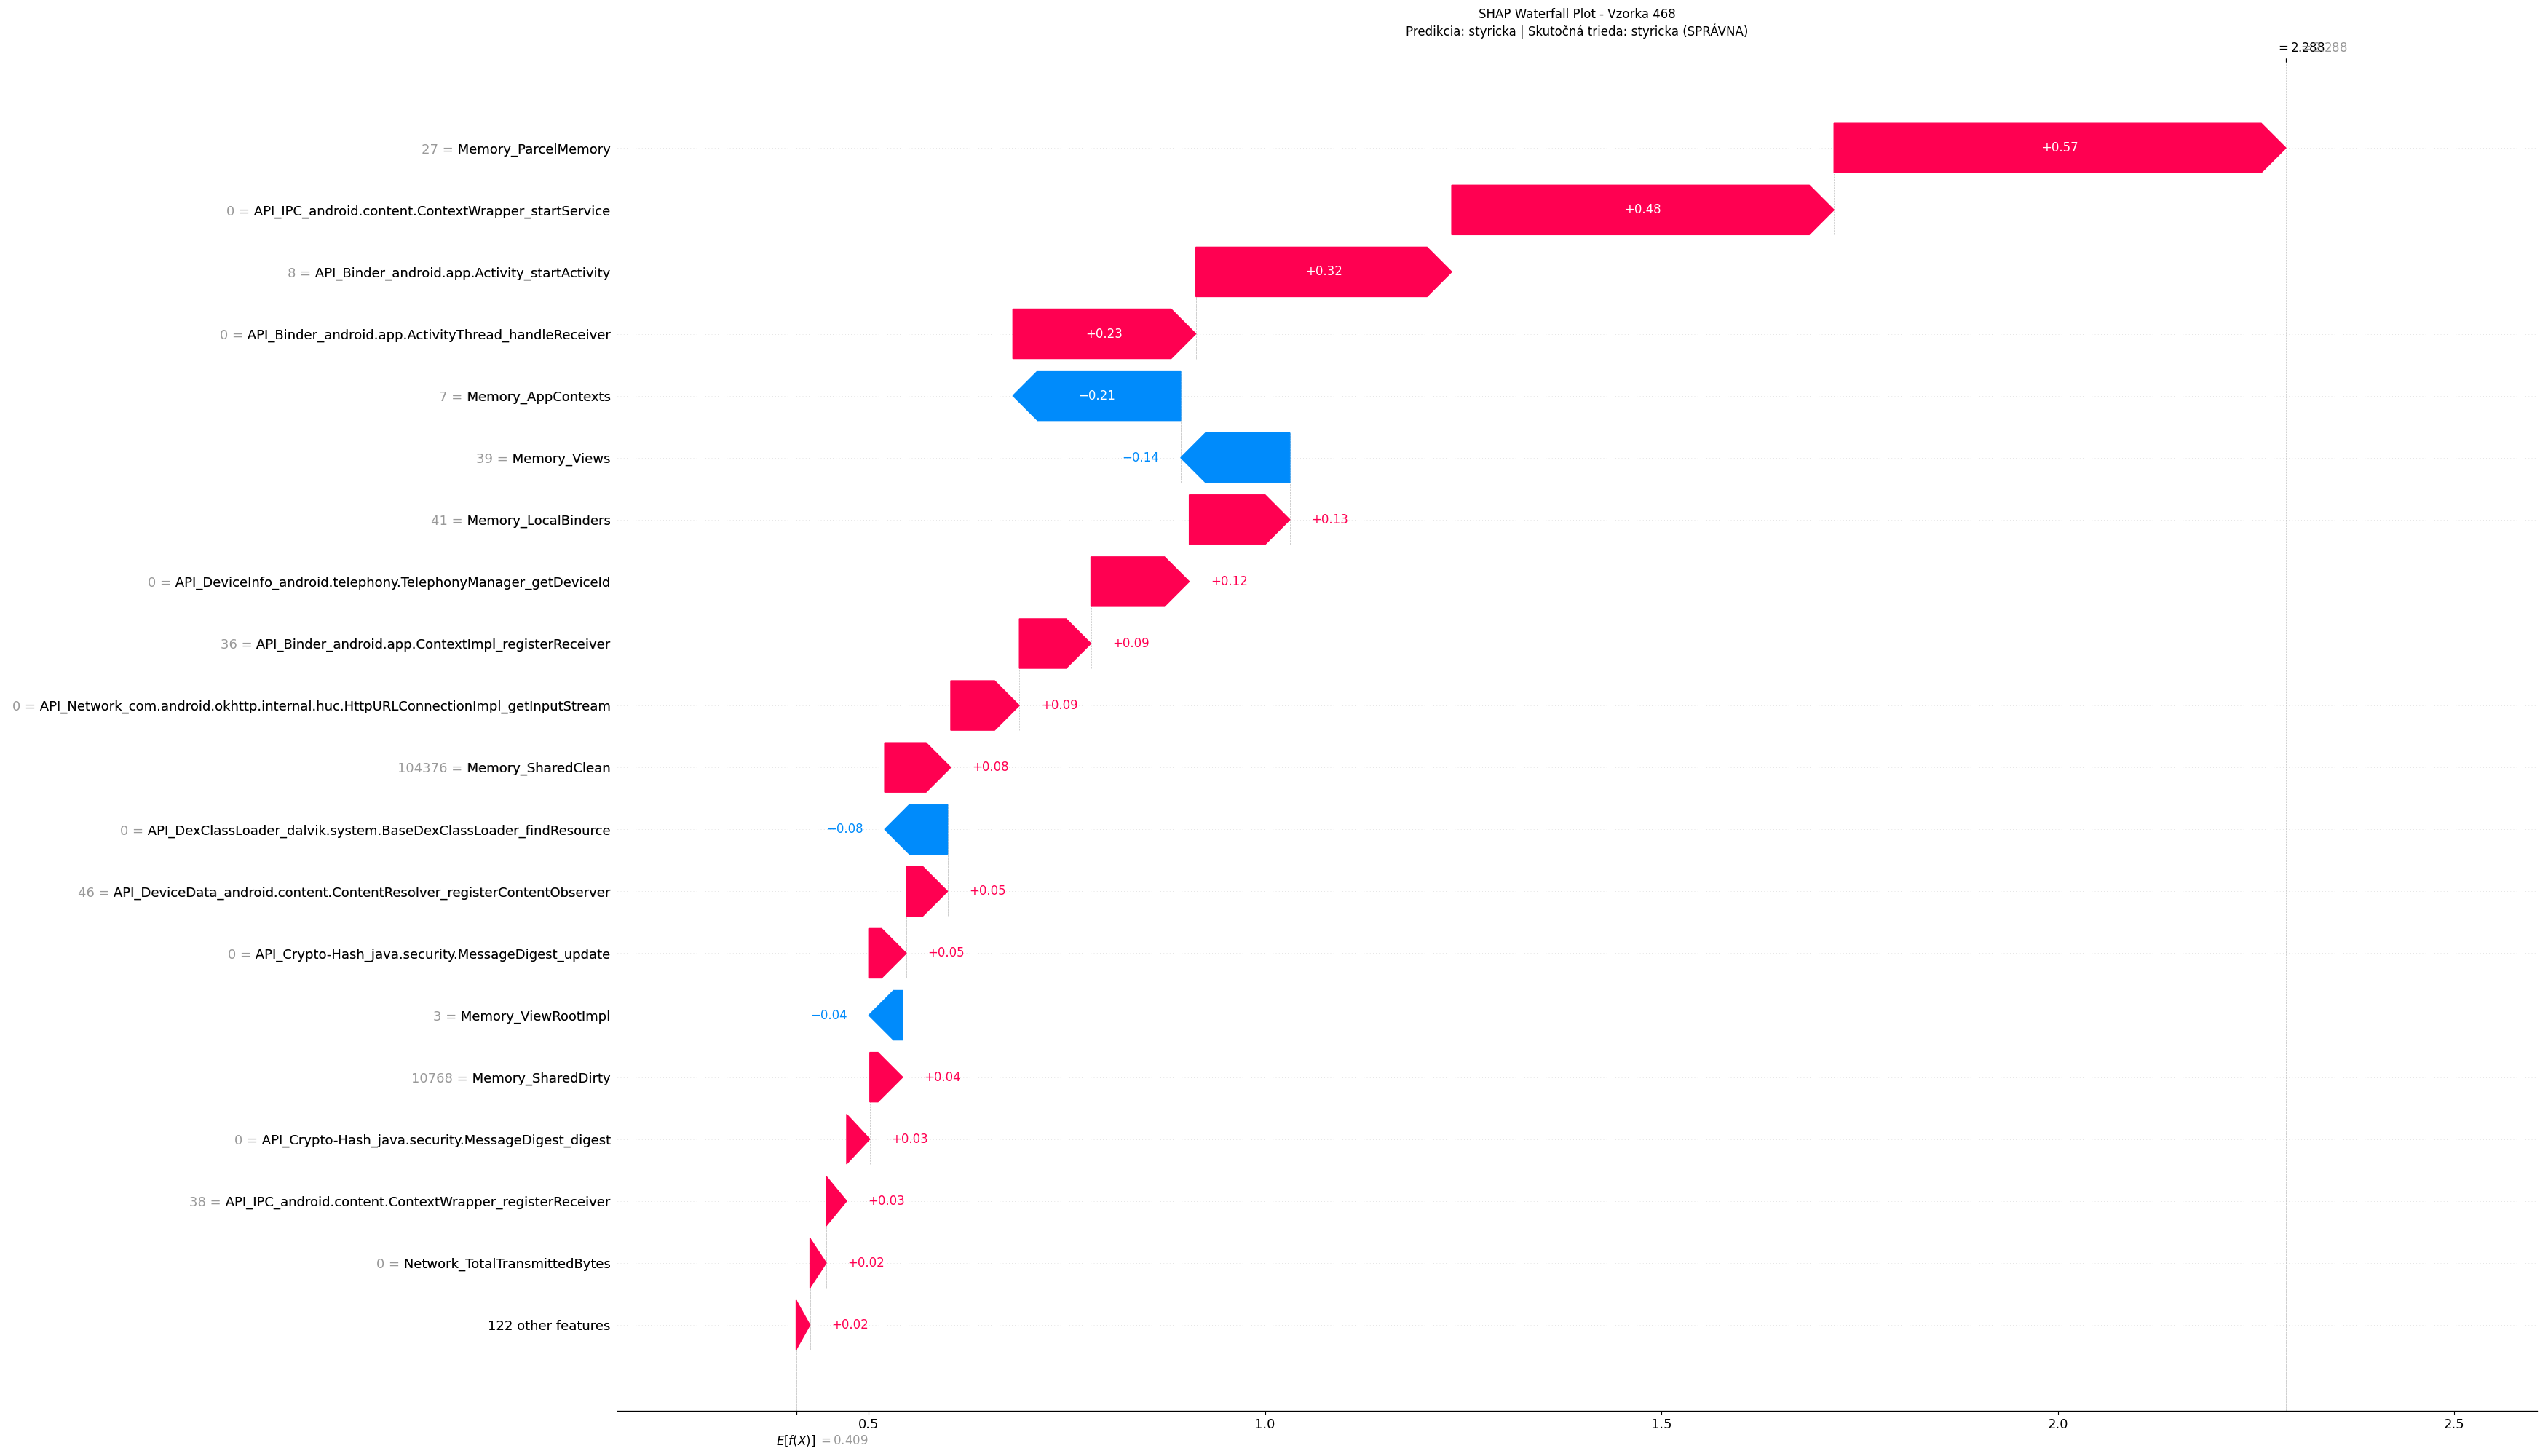 SHAP Waterfall Plot - Vzorka 468
Predikcia: styricka | Skutočná trieda: styricka (SPRÁVNA)
= 2.288
27 = Memory_ParcelMemory
+0.57
0 = API_IPC_android.content.ContextWrapper_startService
+0.48
8 = API_Binder_android.app.Activity_startActivity
+0.32
0 = API_Binder_android.app.ActivityThread_handleReceiver
+0.23
7 = Memory_AppContexts
−0.21
39 = Memory_Views
−0.14
41 = Memory_LocalBinders
+0.13
0 = API_DeviceInfo_android.telephony.TelephonyManager_getDeviceId
+0.12
36 = API_Binder_android.app.ContextImpl_registerReceiver
+0.09
0 = API_Network_com.android.okhttp.internal.huc.HttpURLConnectionImpl_getInputStream
+0.09
104376 = Memory_SharedClean
+0.08
0 = API_DexClassLoader_dalvik.system.BaseDexClassLoader_findResource
−0.08
46 = API_DeviceData_android.content.ContentResolver_registerContentObserver
+0.05
0 = API_Crypto-Hash_java.security.MessageDigest_update
+0.05
3 = Memory_ViewRootImpl
−0.04
10768 = Memory_SharedDirty
+0.04
0 = API_Crypto-Hash_java.security.MessageDigest_digest
+0.03
38 = API_IPC_android.content.ContextWrapper_registerReceiver
+0.03
0 = Network_TotalTransmittedBytes
+0.02
122 other features
+0.02
0.5 1.0 1.5 2.0 2.5
E[f(X)] = 0.409